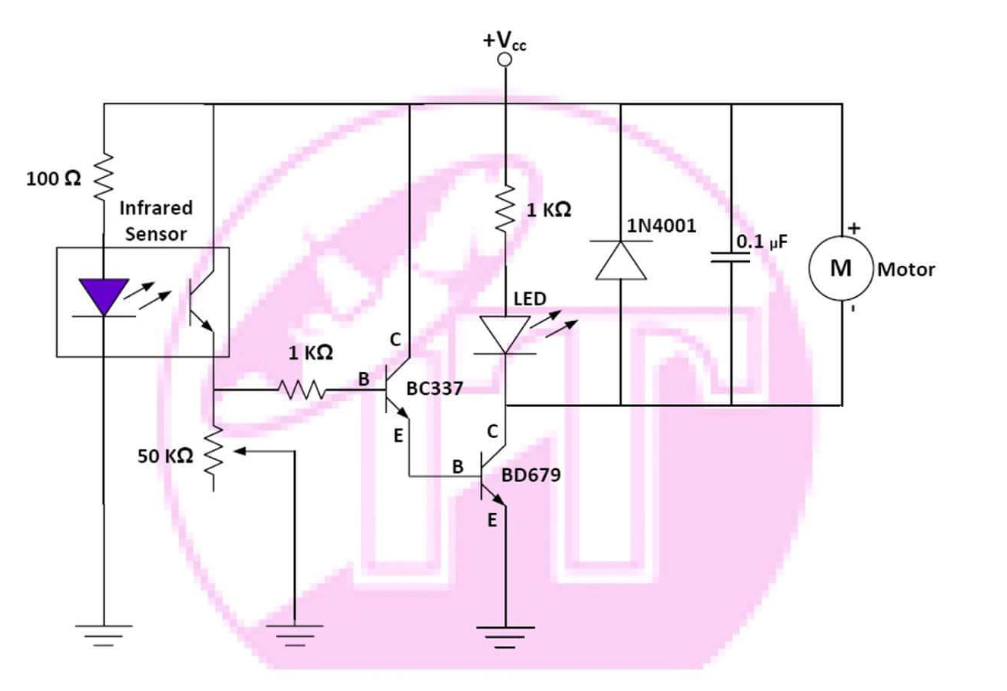 +Vcc
100 Ω
Infrared
Sensor
1 KΩ
1N4001
0.1 μF
+
M
Motor
-
LED
1 KΩ
C
B
BC337
E
50 KΩ
C
B
BD679
E